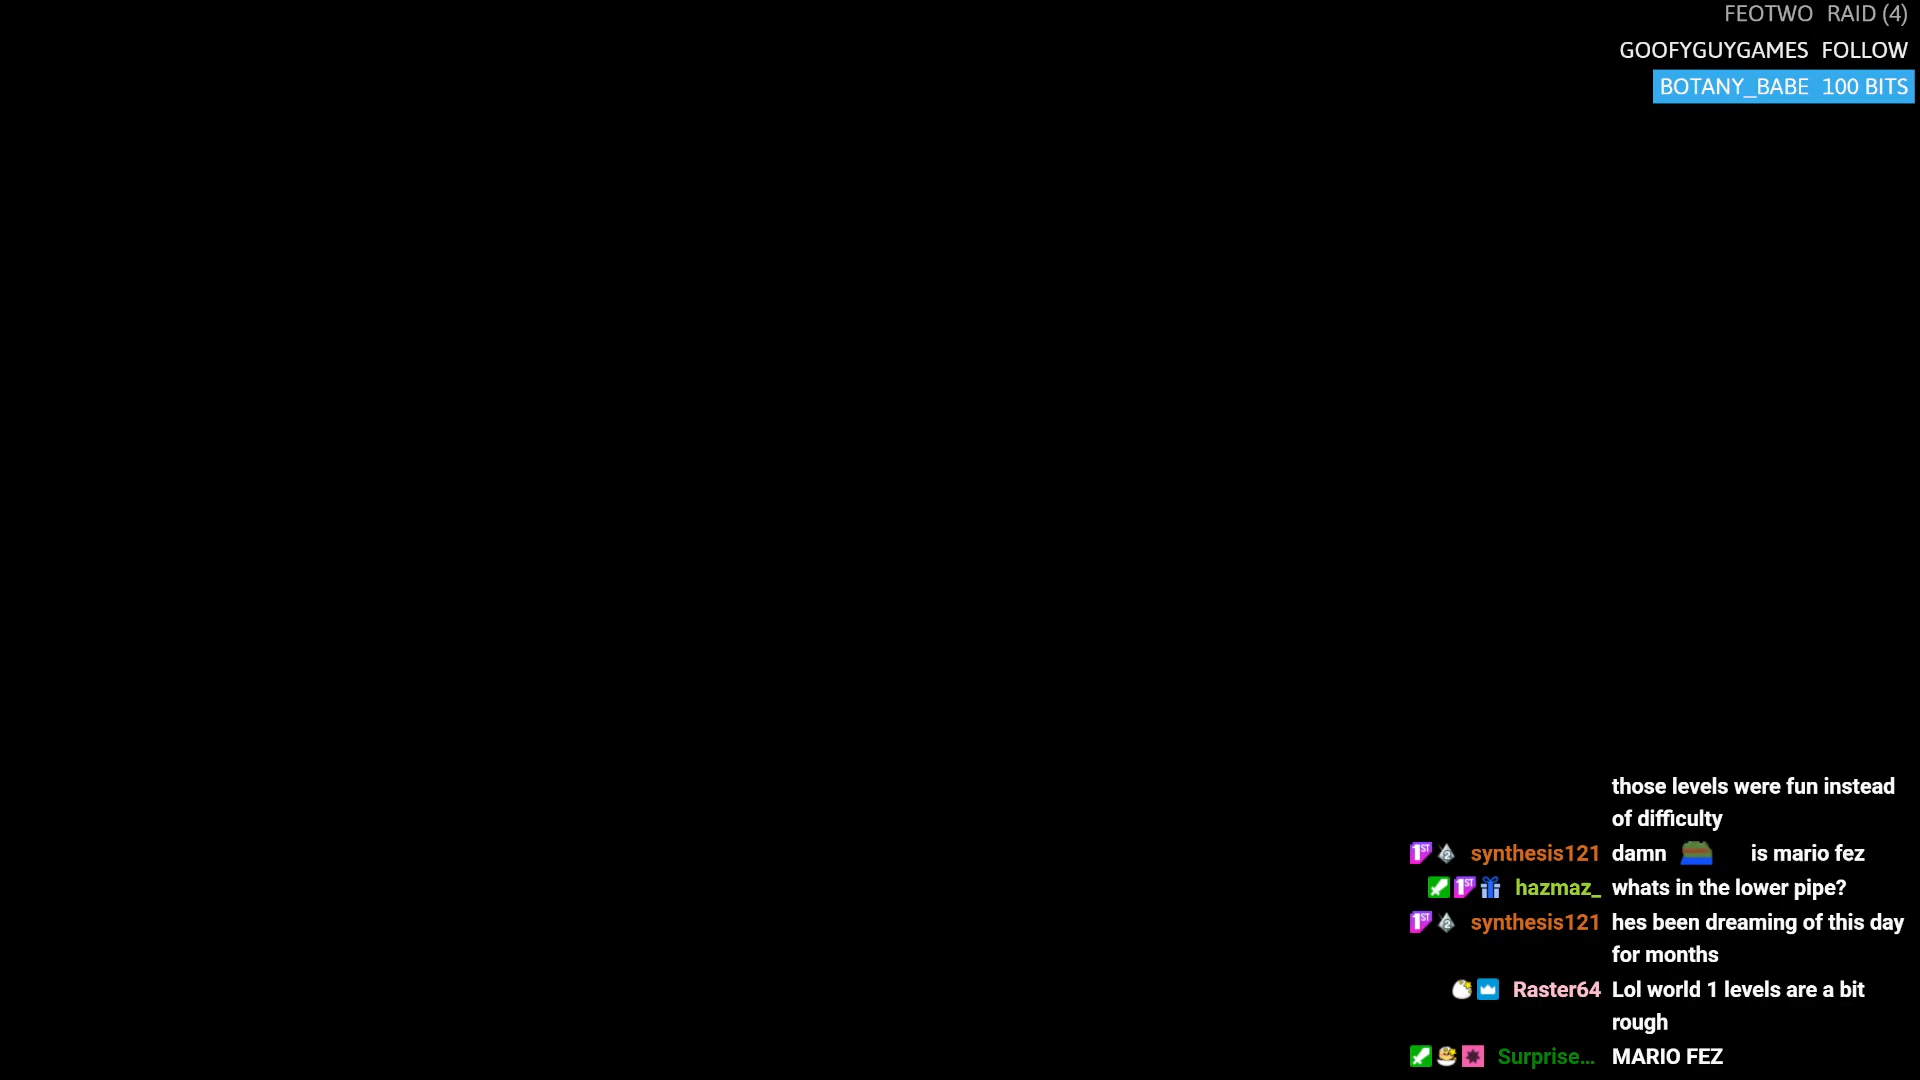 FEOTWO RAID (4)
GOOFYGUYGAMES FOLLOW
BOTANY_BABE 100 BITS
those levels were fun instead
of difficulty
synthesis121 damn is mario fez
hazmaz_ whats in the lower pipe?
synthesis121 hes been dreaming of this day
for months
Raster64 Lol world 1 levels are a bit
rough
Surprise... MARIO FEZ